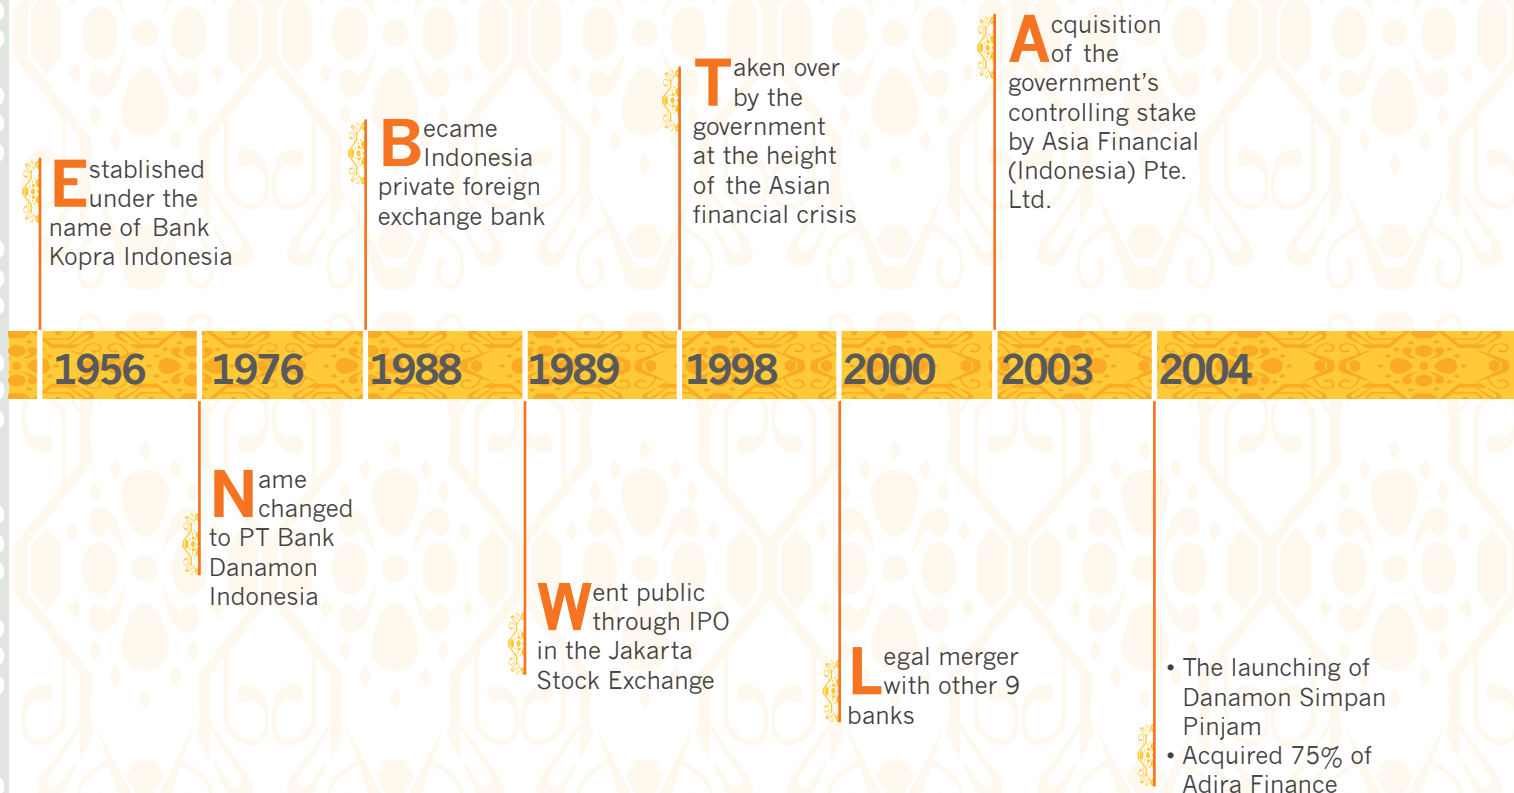 Established
under the
name of Bank
Kopra Indonesia
Became
Indonesia
private foreign
exchange bank
Taken over
by the
government
at the height
of the Asian
financial crisis
Acquisition
of the
government's
controlling stake
by Asia Financial
(Indonesia) Pte.
Ltd.
1956 1976 1988 1989 1998 2000 2003 2004
Name
changed
to PT Bank
Danamon
Indonesia
Went public
through IPO
in the Jakarta
Stock Exchange
Legal merger
with other 9
banks
• The launching of
Danamon Simpan
Pinjam
• Acquired 75% of
Adira Finance